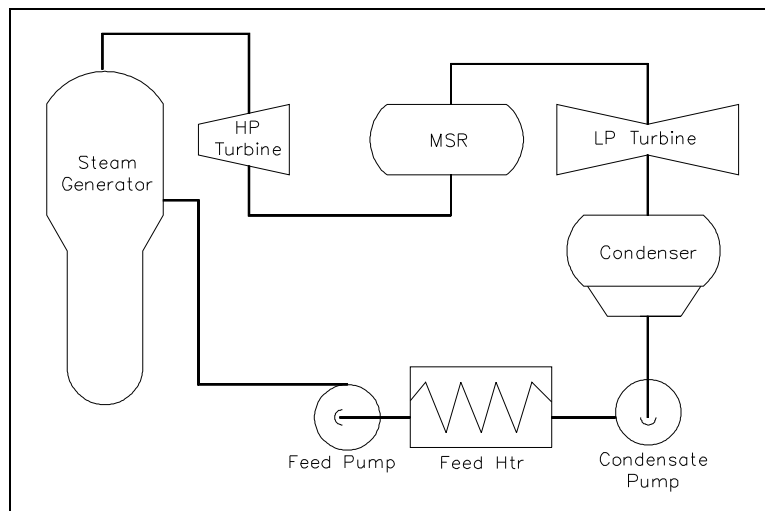 HP
Turbine
MSR
LP Turbine
Steam
Generator
Condenser
Feed Pump
Feed Htr
Condensate
Pump